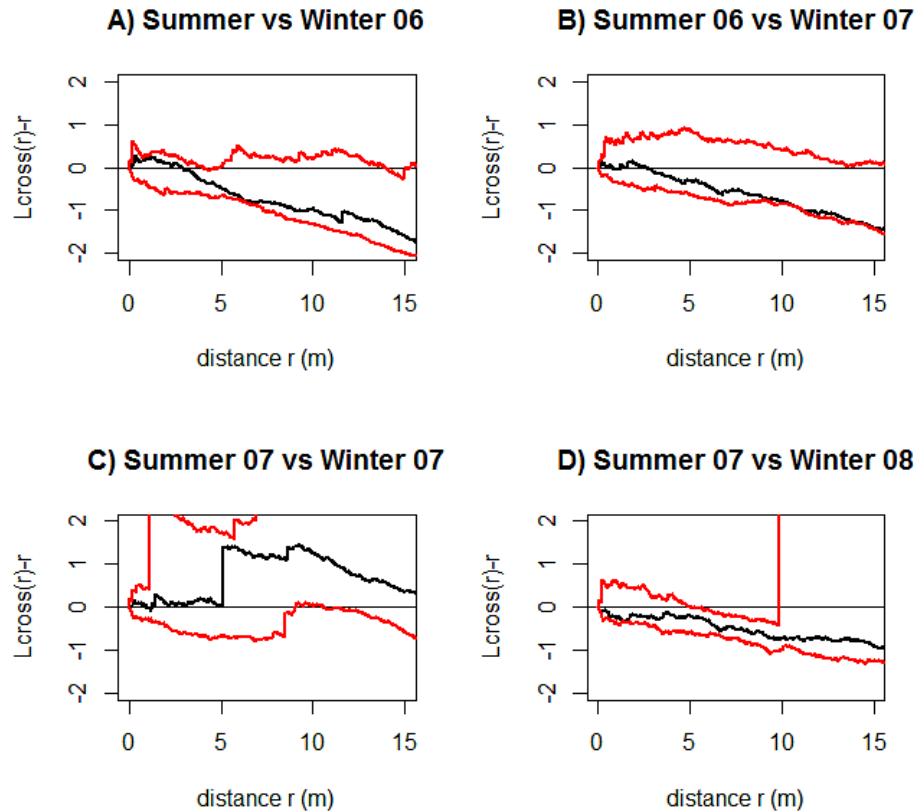 A) Summer vs Winter 06
B) Summer 06 vs Winter 07
Lcross(r)-r
2
1
0
-1
-2
0 5 10 15
distance r (m)
Lcross(r)-r
2
1
0
-1
-2
0 5 10 15
distance r (m)
C) Summer 07 vs Winter 07
D) Summer 07 vs Winter 08
Lcross(r)-r
2
1
0
-1
-2
0 5 10 15
distance r (m)
Lcross(r)-r
2
1
0
-1
-2
0 5 10 15
distance r (m)